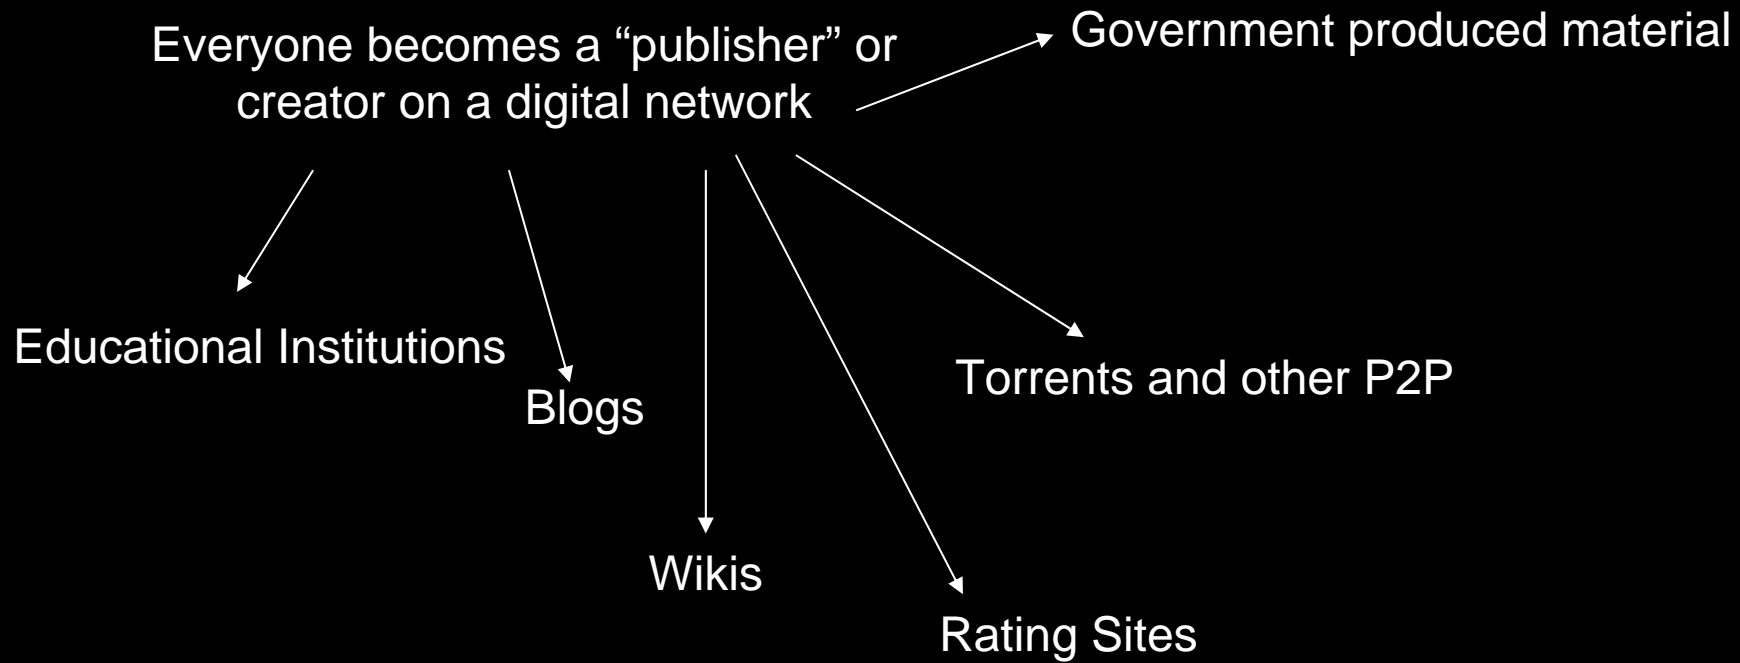 Everyone becomes a “publisher” or
creator on a digital network
Government produced material
Educational Institutions
Blogs
Torrents and other P2P
Wikis
Rating Sites